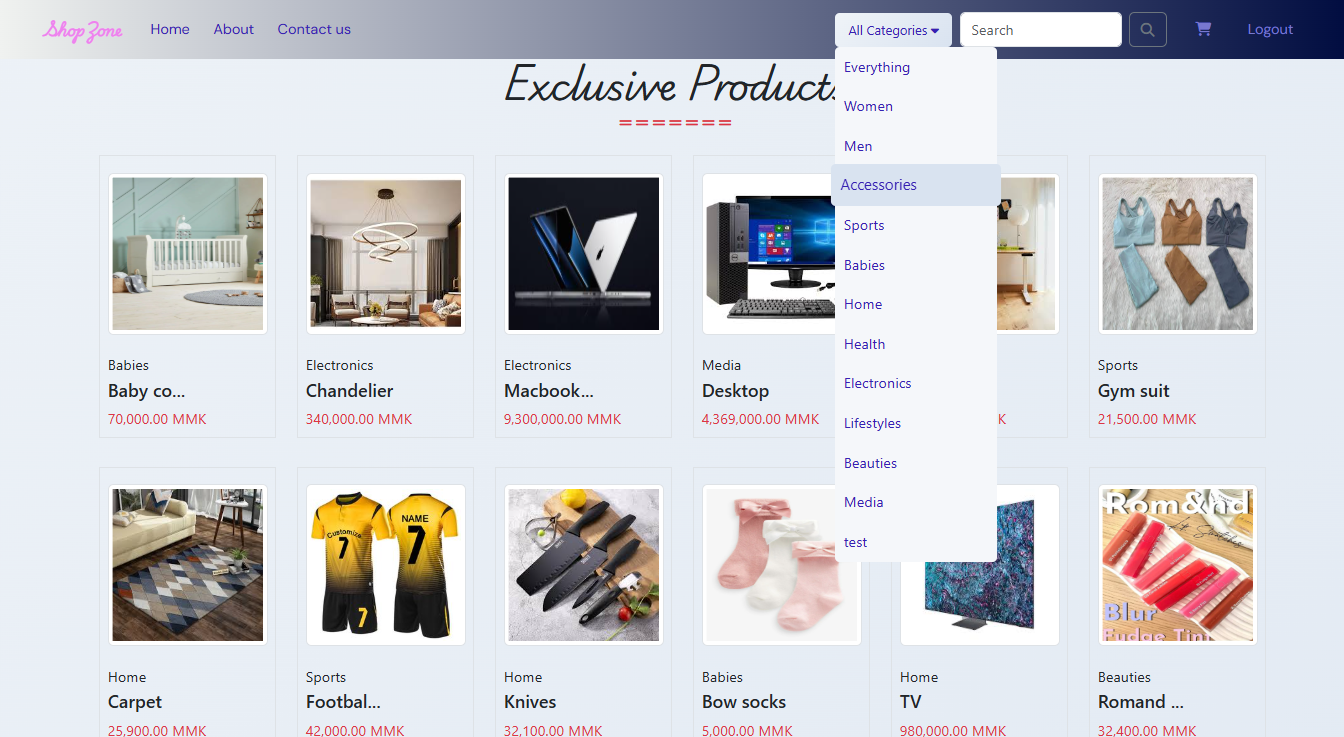 Shop Zone
Home
About
Contact us
All Categories
Search
Logout
Exclusive Products
=======
Everything
Women
Men
Accessories
Sports
Babies
Home
Health
Electronics
Lifestyles
Beauties
Media
test
Babies
Baby co...
70,000.00 MMK
Electronics
Chandelier
340,000.00 MMK
Electronics
Macbook...
9,300,000.00 MMK
Media
Desktop
4,369,000.00 MMK
K
Sports
Gym suit
21,500.00 MMK
Home
Carpet
25,900.00 MMK
Customize
7
NAME
7
7
Sports
Footbal...
42,000.00 MMK
Home
Knives
32,100.00 MMK
Babies
Bow socks
5,000.00 MMK
Home
TV
980,000.00 MMK
Rom&nd
Blur
Fudge Tint
Beauties
Romand ...
32,400.00 MMK